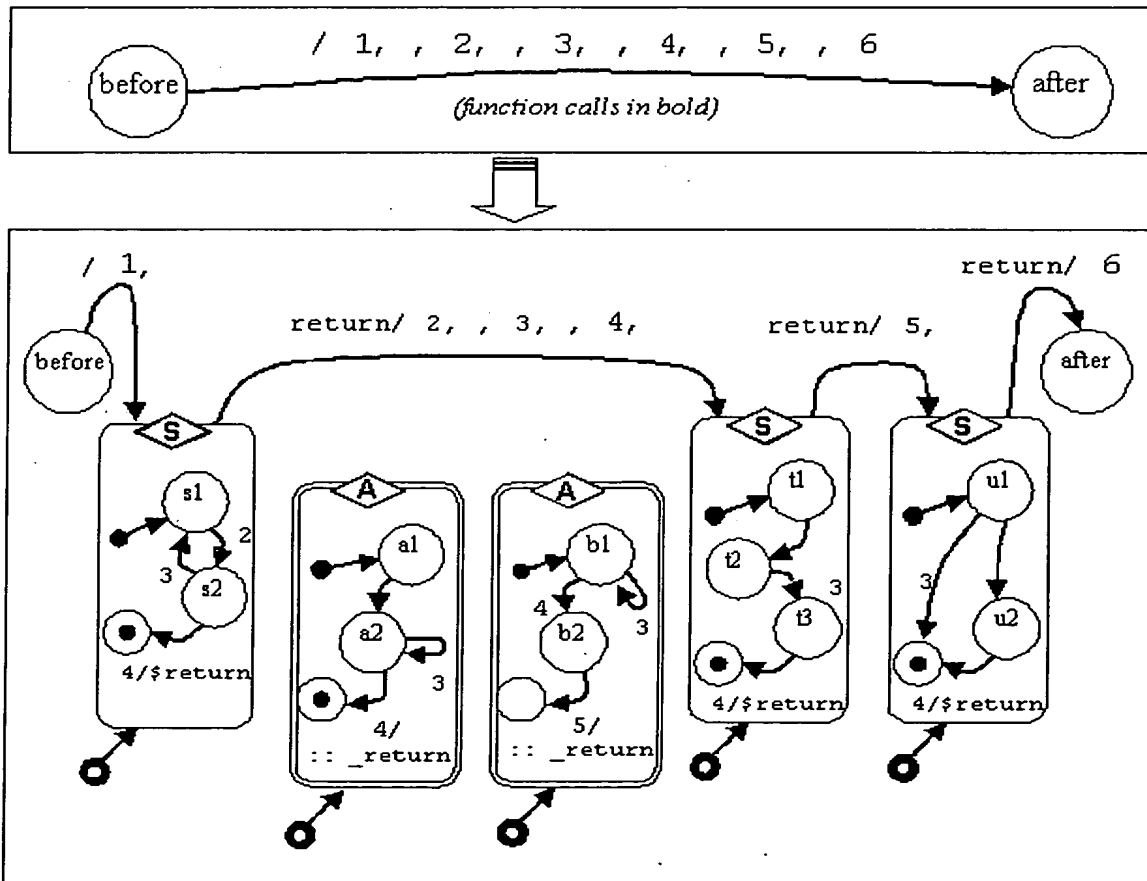 / 1, , 2, , 3, , 4, , 5, , 6
before
after
(function calls in bold)
/ 1,
return/ 6
return/ 2, , 3, , 4,
return/ 5,
before
after
S
S
S
A
A
s1
2
3
s2
4/$return
a1
a2
3
4/
:: _return
b1
4
3
b2
5/
:: _return
t1
t2
3
t3
4/$return
u1
3
u2
4/$return